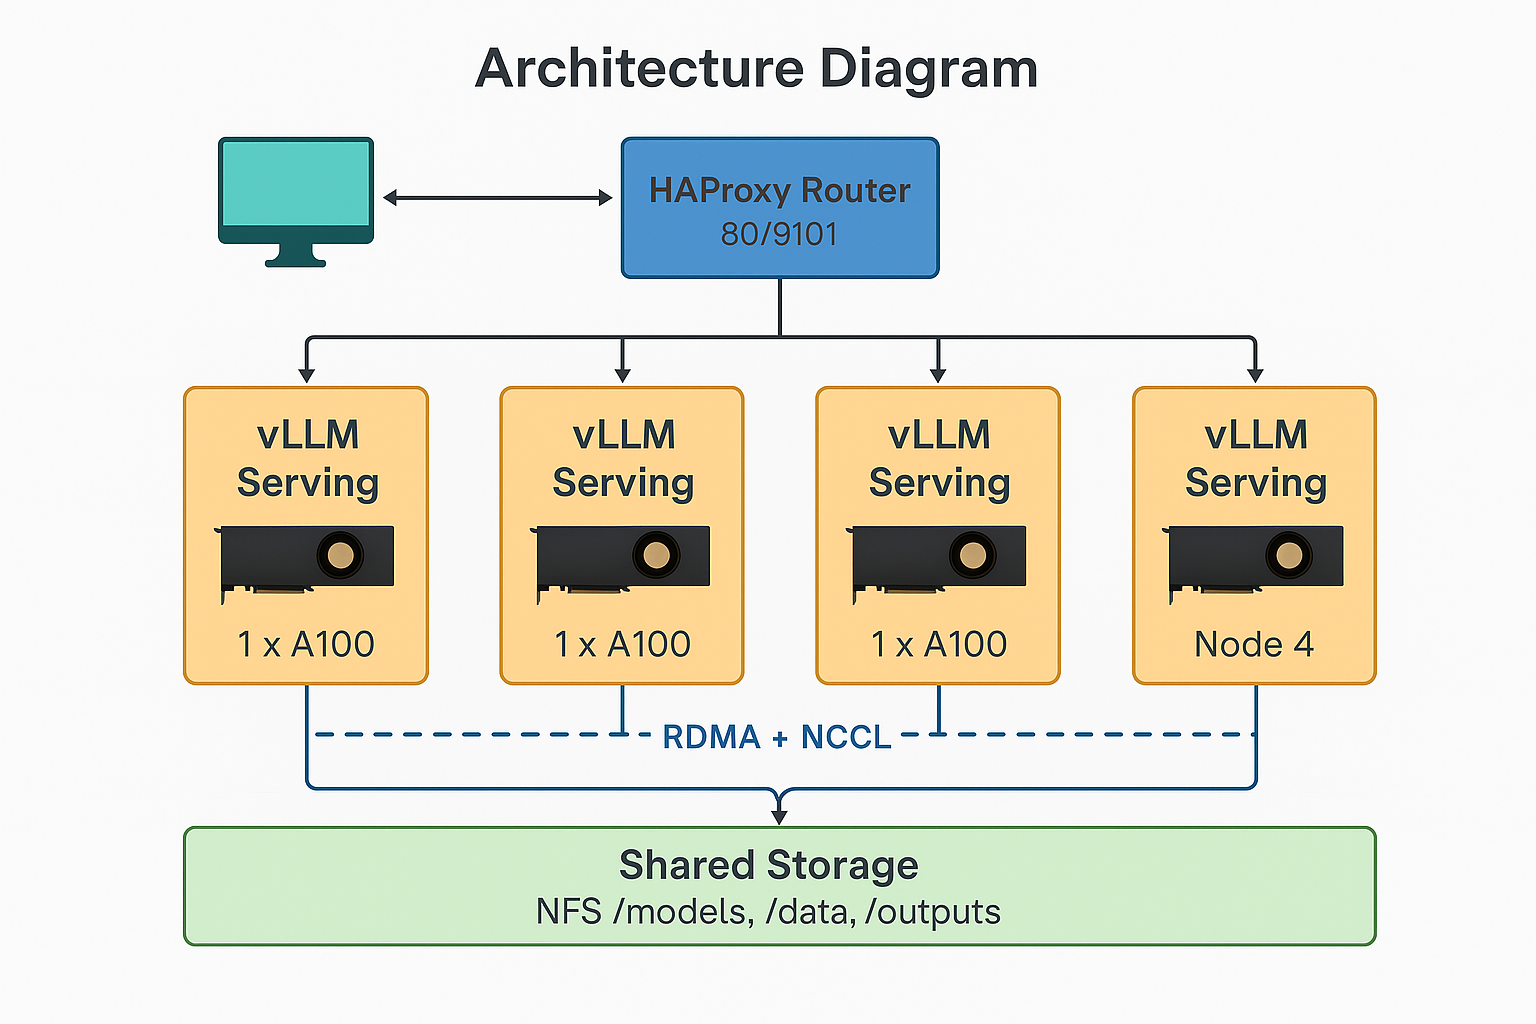 Architecture Diagram
HAProxy Router
80/9101
vLLM
Serving
1 x A100
vLLM
Serving
1 x A100
vLLM
Serving
1 x A100
vLLM
Serving
Node 4
RDMA + NCCL
Shared Storage
NFS /models, /data, /outputs